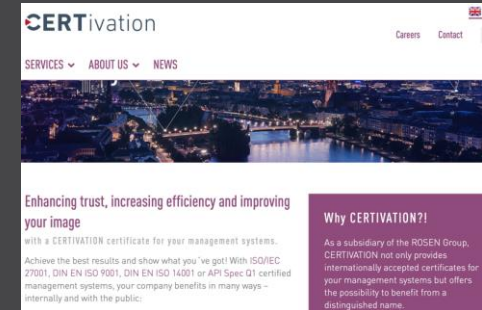 CERTivation
Careers Contact
SERVICES ABOUT US NEWS
Enhancing trust, increasing efficiency and improving
your image
with a CERTIVATION certificate for your management systems.
Achieve the best results and show what you´ve got! With ISO/IEC
27001, DIN EN ISO 9001, DIN EN ISO 14001 or API Spec Q1 certified
management systems, your company benefits in many ways –
internally and with the public:
Why CERTIVATION?!
As a subsidiary of the ROSEN Group,
CERTIVATION not only provides
internationally accepted certificates for
your management systems but offers
the possibility to benefit from a
distinguished name.